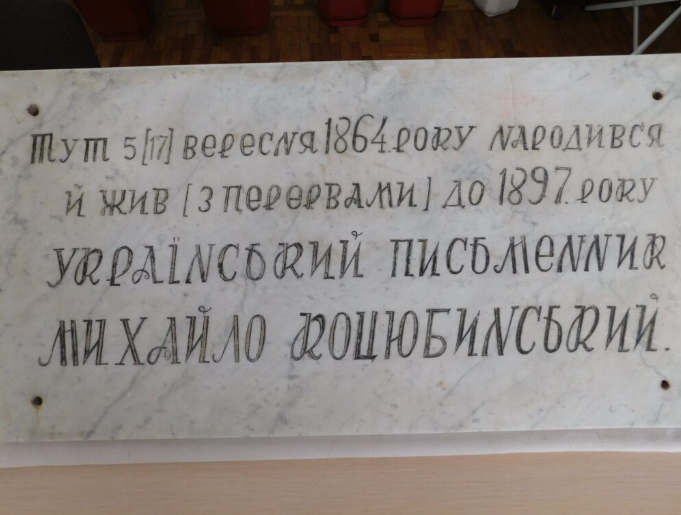 Тут 5 [17] вересня 1864 року народився
й жив [з перервами] до 1897 року
український письменник
Михайло Коцюбинський.